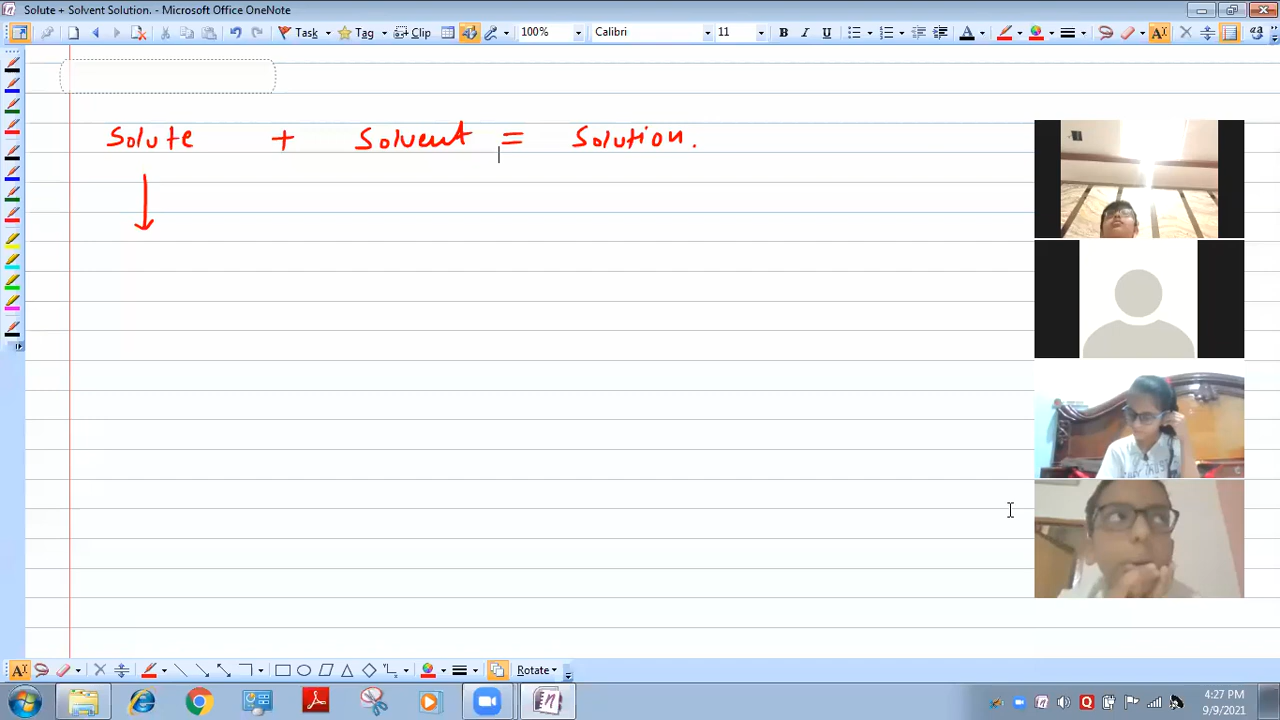 Solute + Solvent Solution. - Microsoft Office OneNote
Task Tag Clip 100% Calibri 11 B I U
Solute + Solvent = Solution.
Rotate
4:27 PM
9/9/2021